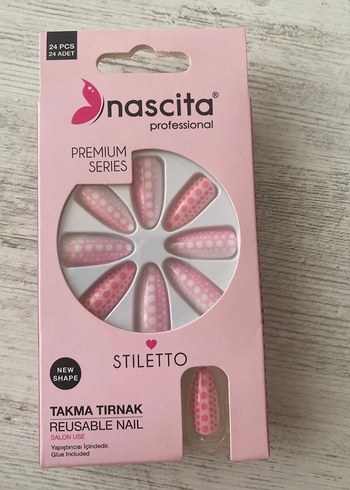 24 PCS
24 ADET
nascita®
professional
PREMIUM
SERIES
STILETTO
NEW
SHAPE
TAKMA TIRNAK
REUSABLE NAIL
SALON USE
Yapıştırıcısı İçindedir.
Glue Included